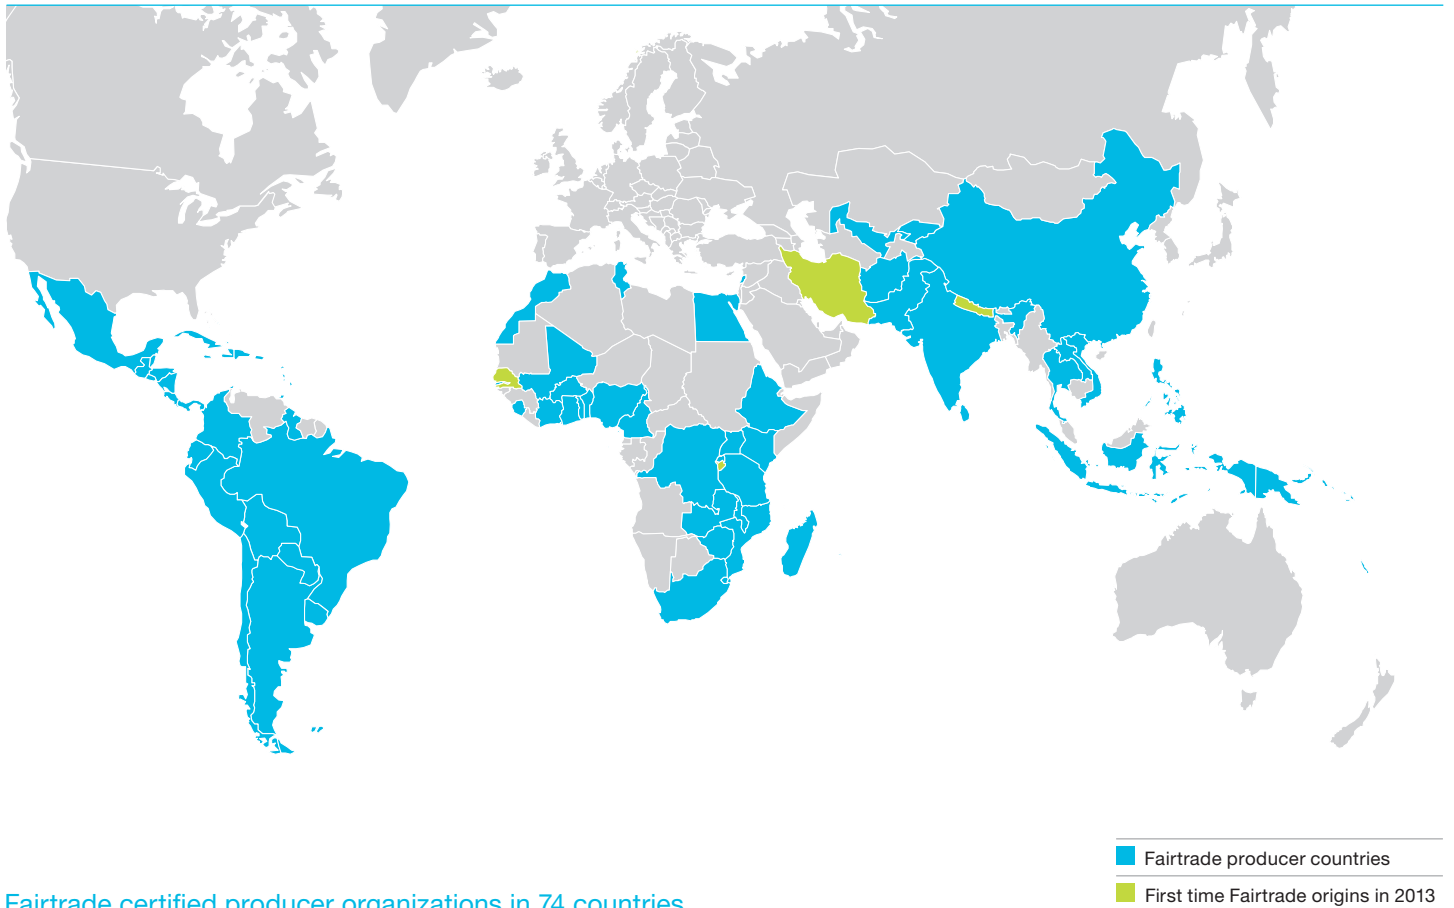 Fairtrade producer countries
First time Fairtrade origins in 2013
Fairtrade certified producer organizations in 74 countries